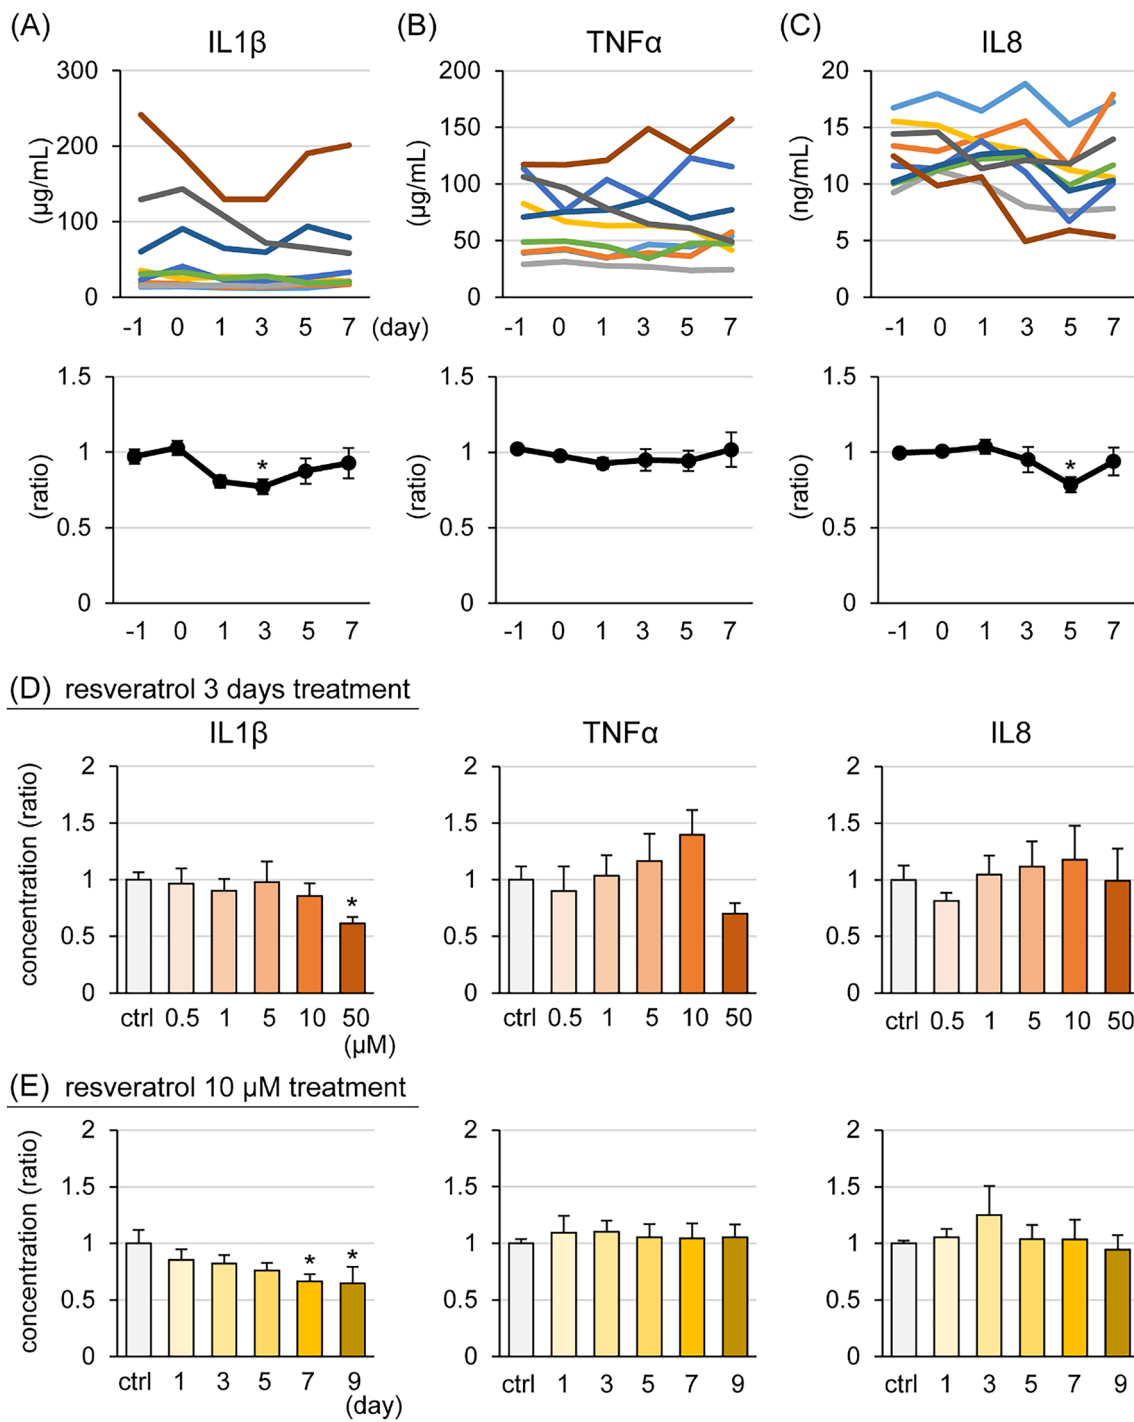 (A) (B) (C)
IL1β TNFα IL8
300 200 20
200 150 15
(µg/mL) (µg/mL) (ng/mL)
100 100 10
50 5
0 0 0
-1 0 1 3 5 7 (day) -1 0 1 3 5 7 -1 0 1 3 5 7
1.5 1.5 1.5
1 1 1
* *
(ratio) (ratio) (ratio)
0.5 0.5 0.5
0 0 0
-1 0 1 3 5 7 -1 0 1 3 5 7 -1 0 1 3 5 7
(D) resveratrol 3 days treatment
IL1β TNFα IL8
concentration (ratio)
2 2 2
1.5 1.5 1.5
1 1 1
*
0.5 0.5 0.5
0 0 0
ctrl 0.5 1 5 10 50 ctrl 0.5 1 5 10 50 ctrl 0.5 1 5 10 50
(µM)
(E) resveratrol 10 µM treatment
concentration (ratio)
2 2 2
1.5 1.5 1.5
1 1 1
* *
0.5 0.5 0.5
0 0 0
ctrl 1 3 5 7 9 ctrl 1 3 5 7 9 ctrl 1 3 5 7 9
(day)